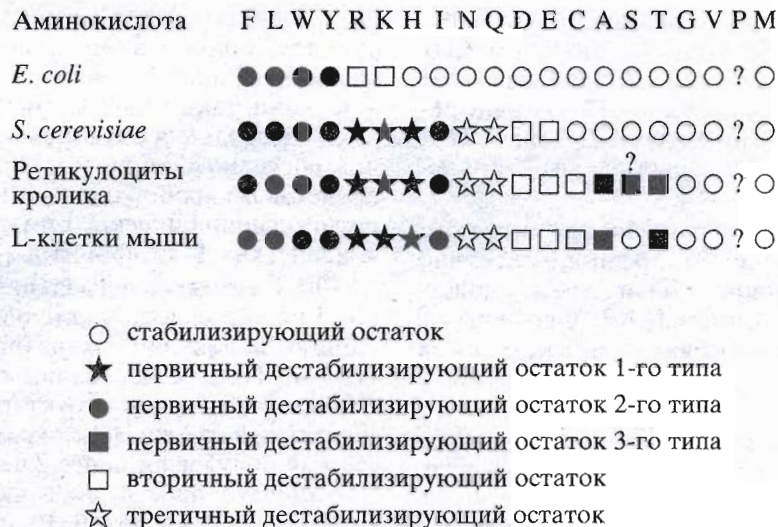 Аминокислота F L W Y R K H I N Q D E C A S T G V P M
E. coli ?
S. cerevisiae ?
?
Ретикулоциты
кролика ?
L-клетки мыши ?
стабилизирующий остаток
первичный дестабилизирующий остаток 1-го типа
первичный дестабилизирующий остаток 2-го типа
первичный дестабилизирующий остаток 3-го типа
вторичный дестабилизирующий остаток
третичный дестабилизирующий остаток